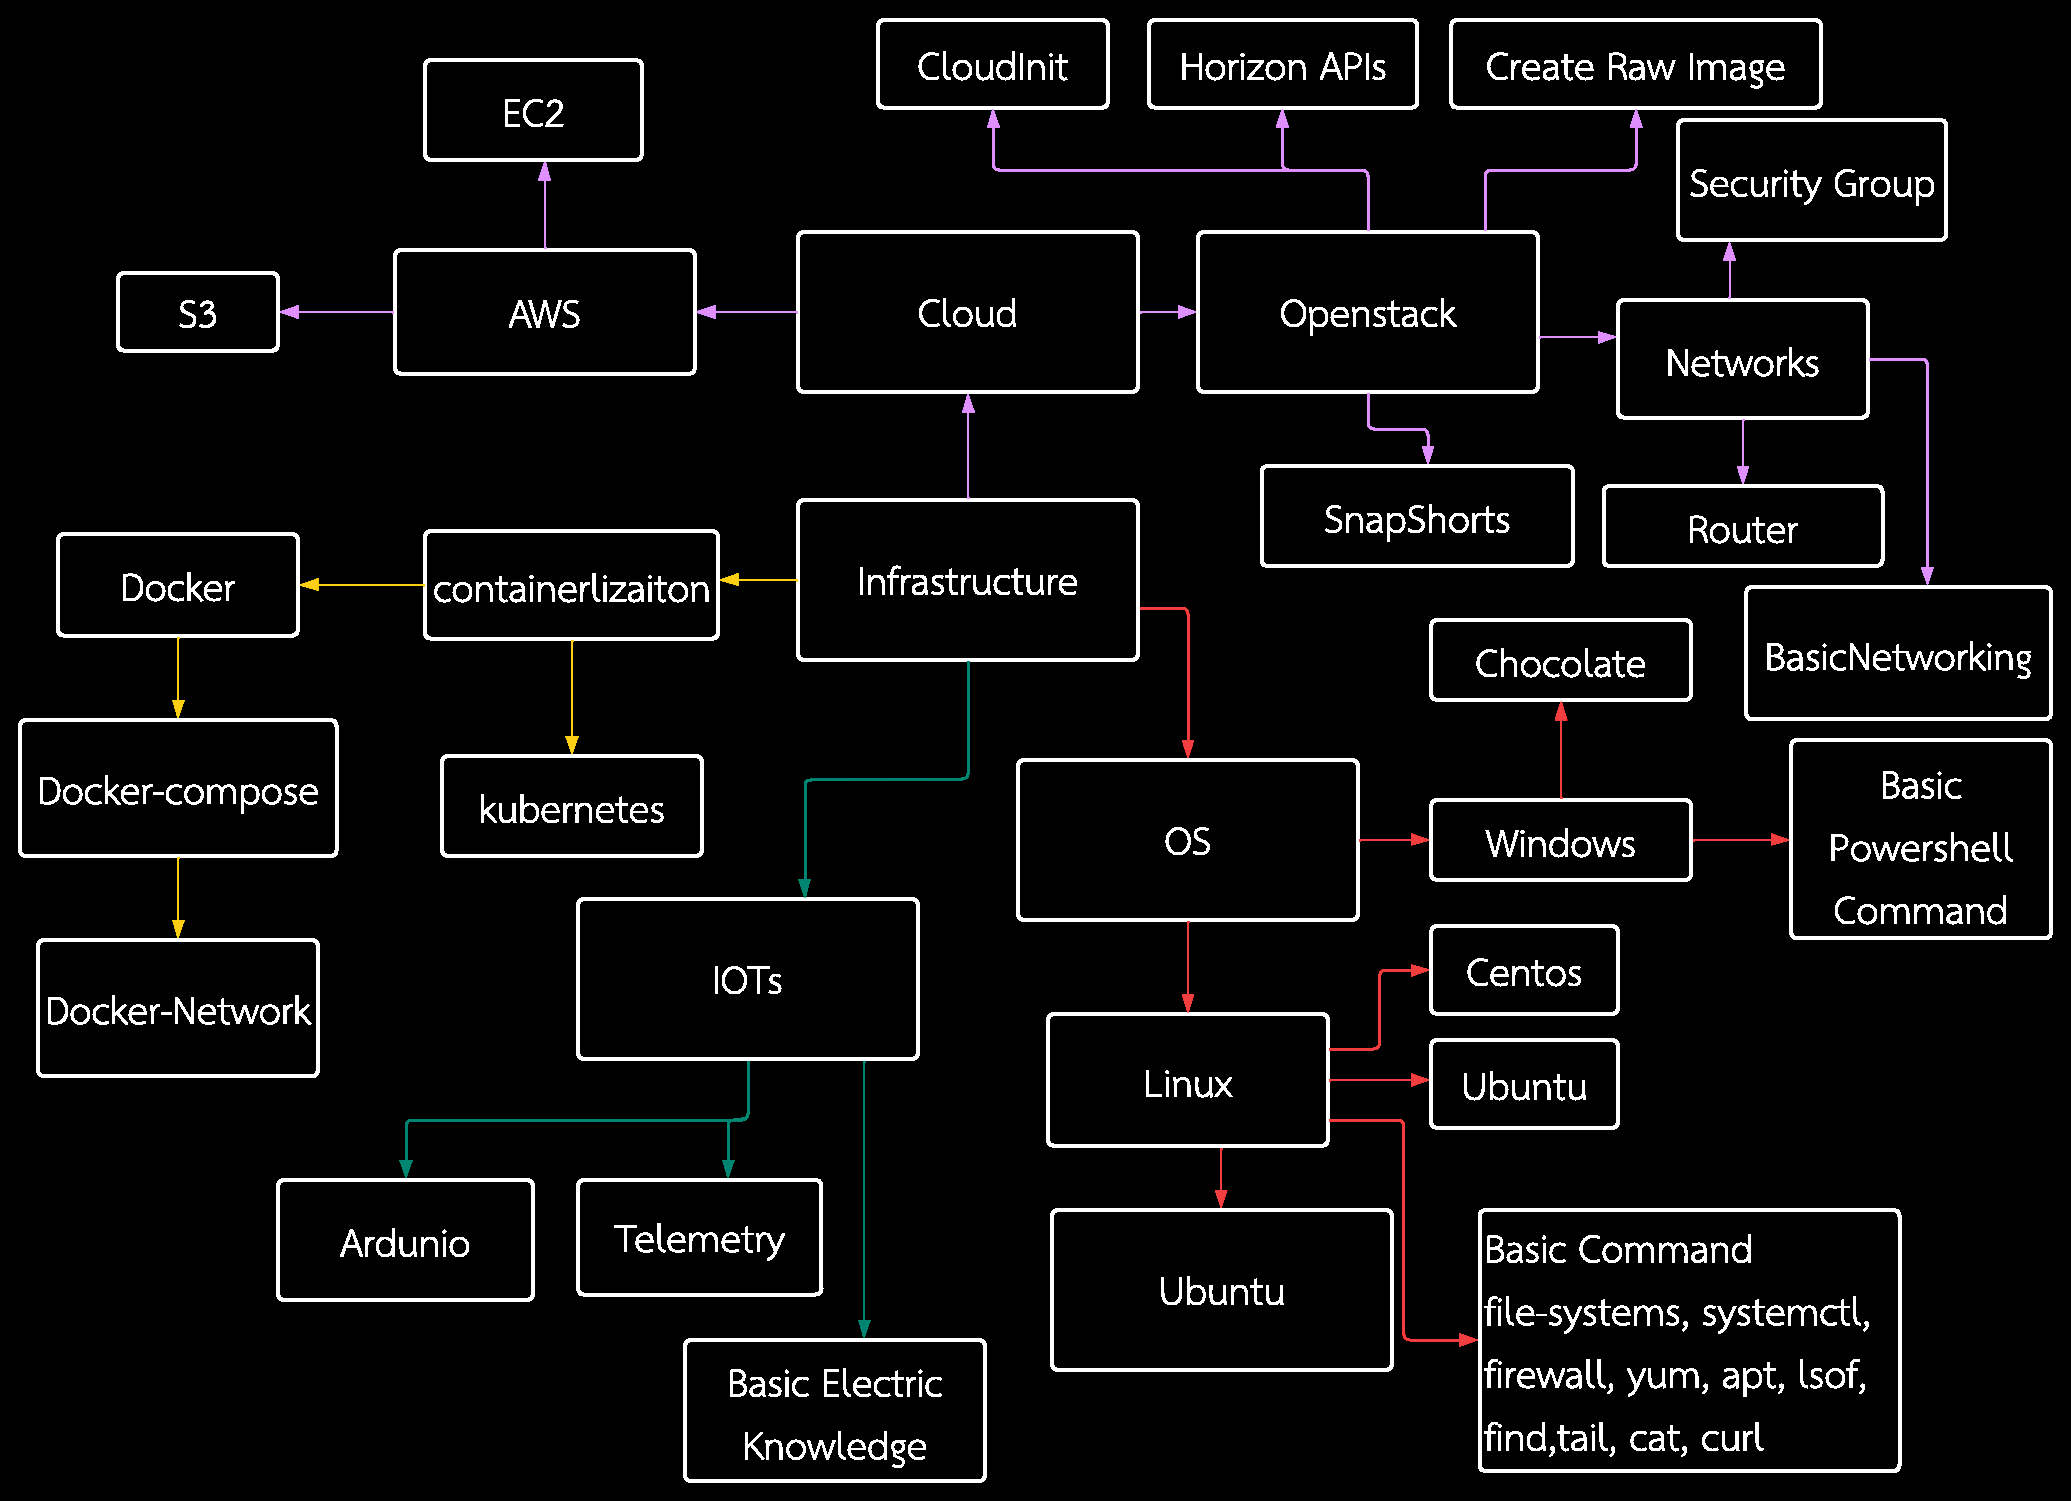 CloudInit
Horizon APIs
Create Raw Image
EC2
Security Group
S3
AWS
Cloud
Openstack
Networks
SnapShorts
Router
Docker
containerlizaiton
Infrastructure
Chocolate
BasicNetworking
Docker-compose
kubernetes
OS
Windows
Basic
Powershell
Command
Docker-Network
IOTs
Centos
Linux
Ubuntu
Ardunio
Telemetry
Ubuntu
Basic Command
file-systems, systemctl,
firewall, yum, apt, lsof,
find,tail, cat, curl
Basic Electric
Knowledge